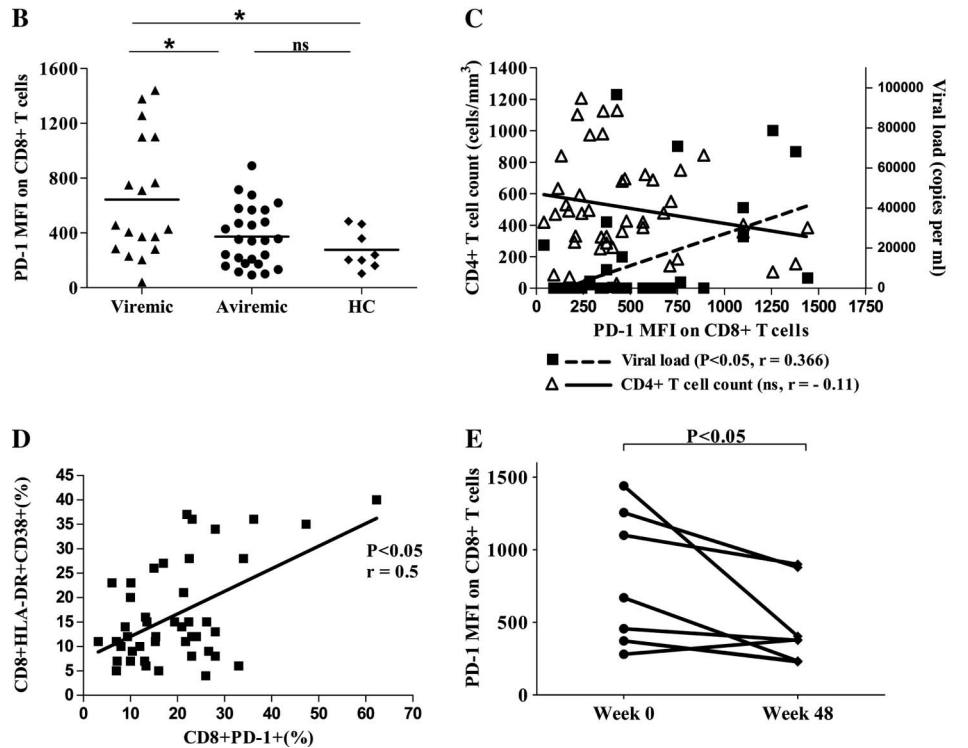 B
*
*
ns
PD-1 MFI on CD8+ T cells
1600
1200
800
400
0
Viremic Aviremic HC
C
CD4+ T cell count (cells/mm³)
1400
1200
1000
800
600
400
200
0
100000
80000
60000
40000
20000
0
Viral load (copies per ml)
0 250 500 750 1000 1250 1500 1750
PD-1 MFI on CD8+ T cells
Viral load (P<0.05, r = 0.366)
CD4+ T cell count (ns, r = - 0.11)
D
CD8+HLA-DR+CD38+(%)
45
40
35
30
25
20
15
10
5
0
P<0.05
r = 0.5
0 10 20 30 40 50 60 70
CD8+PD-1+(%)
E
P<0.05
PD-1 MFI on CD8+ T cells
1500
1000
500
0
Week 0 Week 48